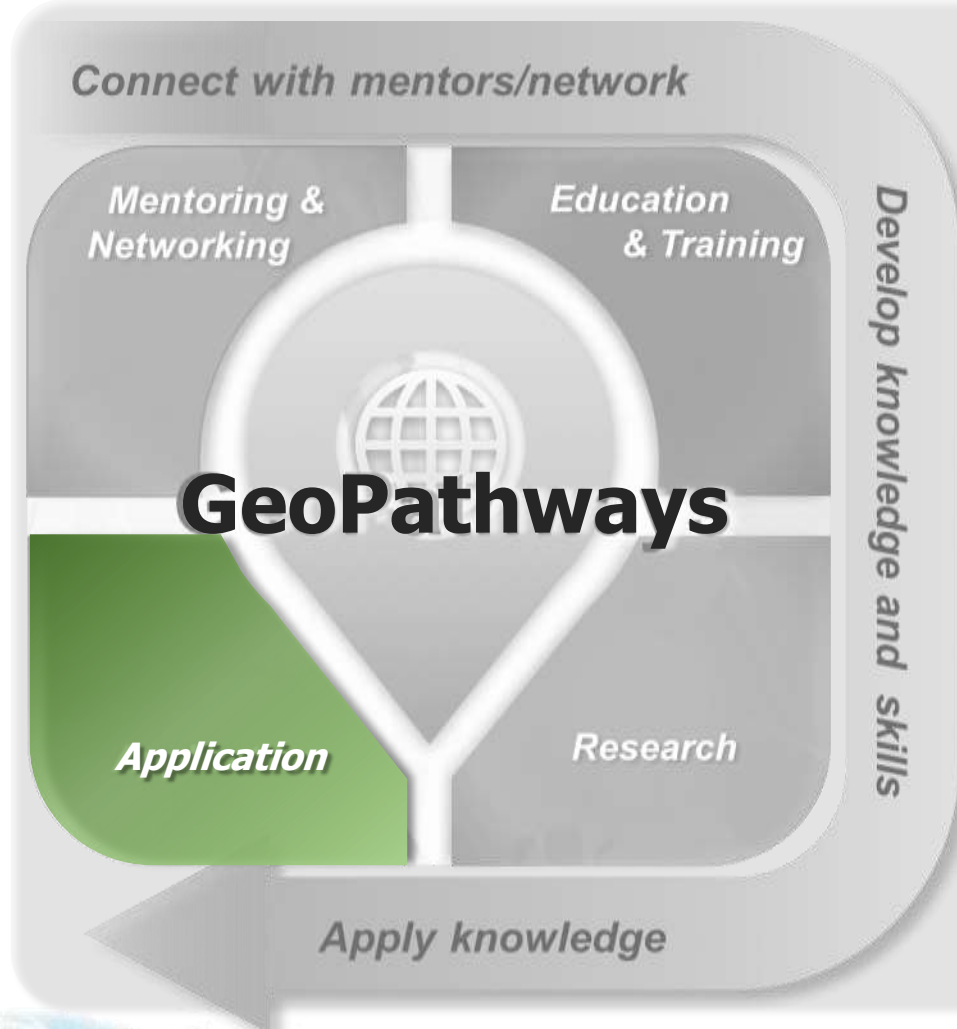 Connect with mentors/network
Mentoring &
Networking
Education
& Training
Develop knowledge and skills
GeoPathways
Application
Research
Apply knowledge